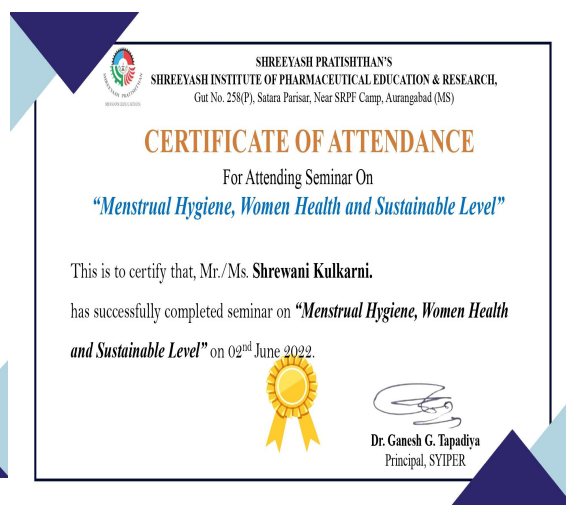 SHREEYASH PRATISHTHAN'S
SHREEYASH INSTITUTE OF PHARMACEUTICAL EDUCATION & RESEARCH,
Gut No. 258(P), Satara Parisar, Near SRPF Camp, Aurangabad (MS)
CERTIFICATE OF ATTENDANCE
For Attending Seminar On
“Menstrual Hygiene, Women Health and Sustainable Level”
This is to certify that, Mr./Ms. Shrewani Kulkarni.
has successfully completed seminar on “Menstrual Hygiene, Women Health
and Sustainable Level” on 02nd June 2022.
Dr. Ganesh G. Tapadiya
Principal, SYIPER